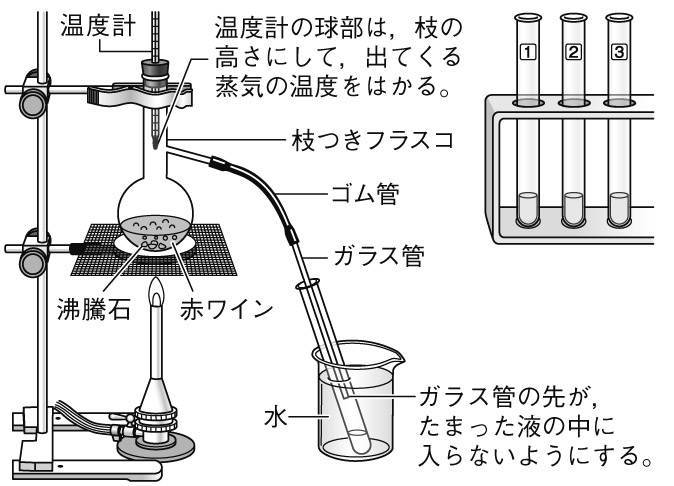 温度計
温度計の球部は，枝の
高さにして，出てくる
蒸気の温度をはかる。
1 2 3
枝つきフラスコ
ゴム管
ガラス管
沸騰石
赤ワイン
水
ガラス管の先が，
たまった液の中に
入らないようにする。